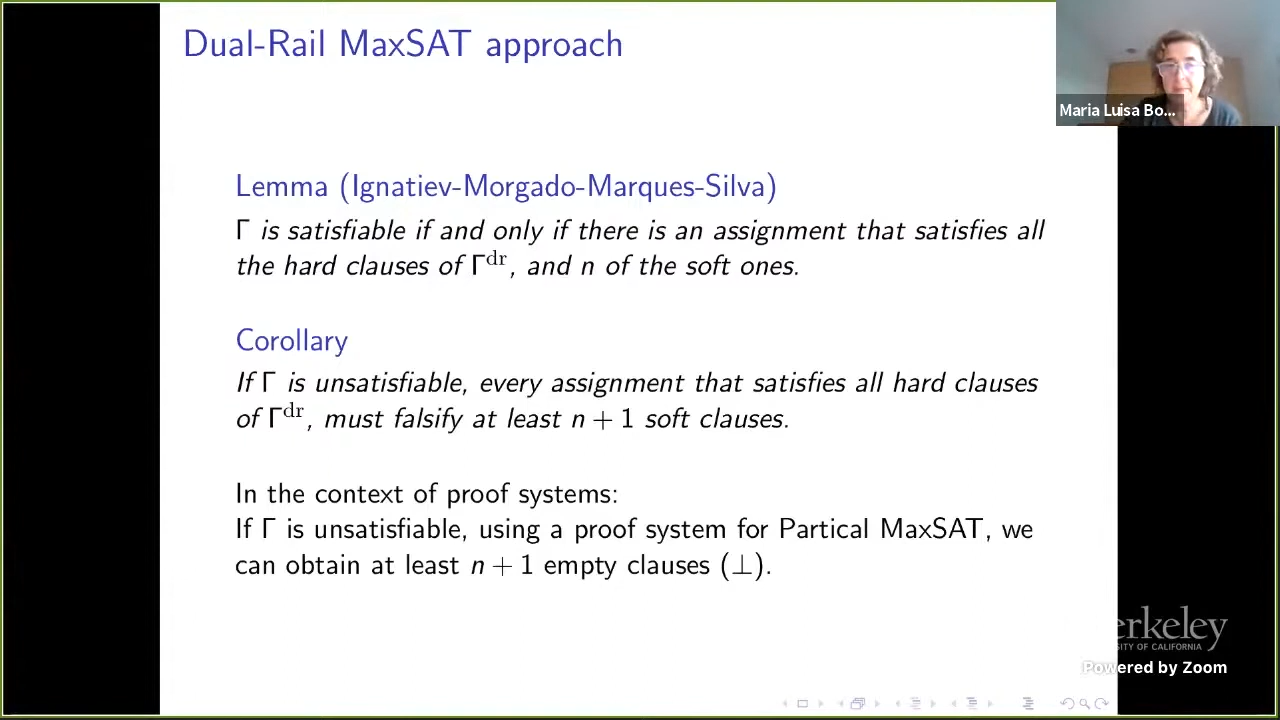 Dual-Rail MaxSAT approach
Maria Luisa Bo...
Lemma (Ignatiev-Morgado-Marques-Silva)
Γ is satisfiable if and only if there is an assignment that satisfies all
the hard clauses of Γ^dr, and n of the soft ones.
Corollary
If Γ is unsatisfiable, every assignment that satisfies all hard clauses
of Γ^dr, must falsify at least n + 1 soft clauses.
In the context of proof systems:
If Γ is unsatisfiable, using a proof system for Partical MaxSAT, we
can obtain at least n + 1 empty clauses (⊥).
erkeley
SITY OF CALIFORNIA
Powered by Zoom